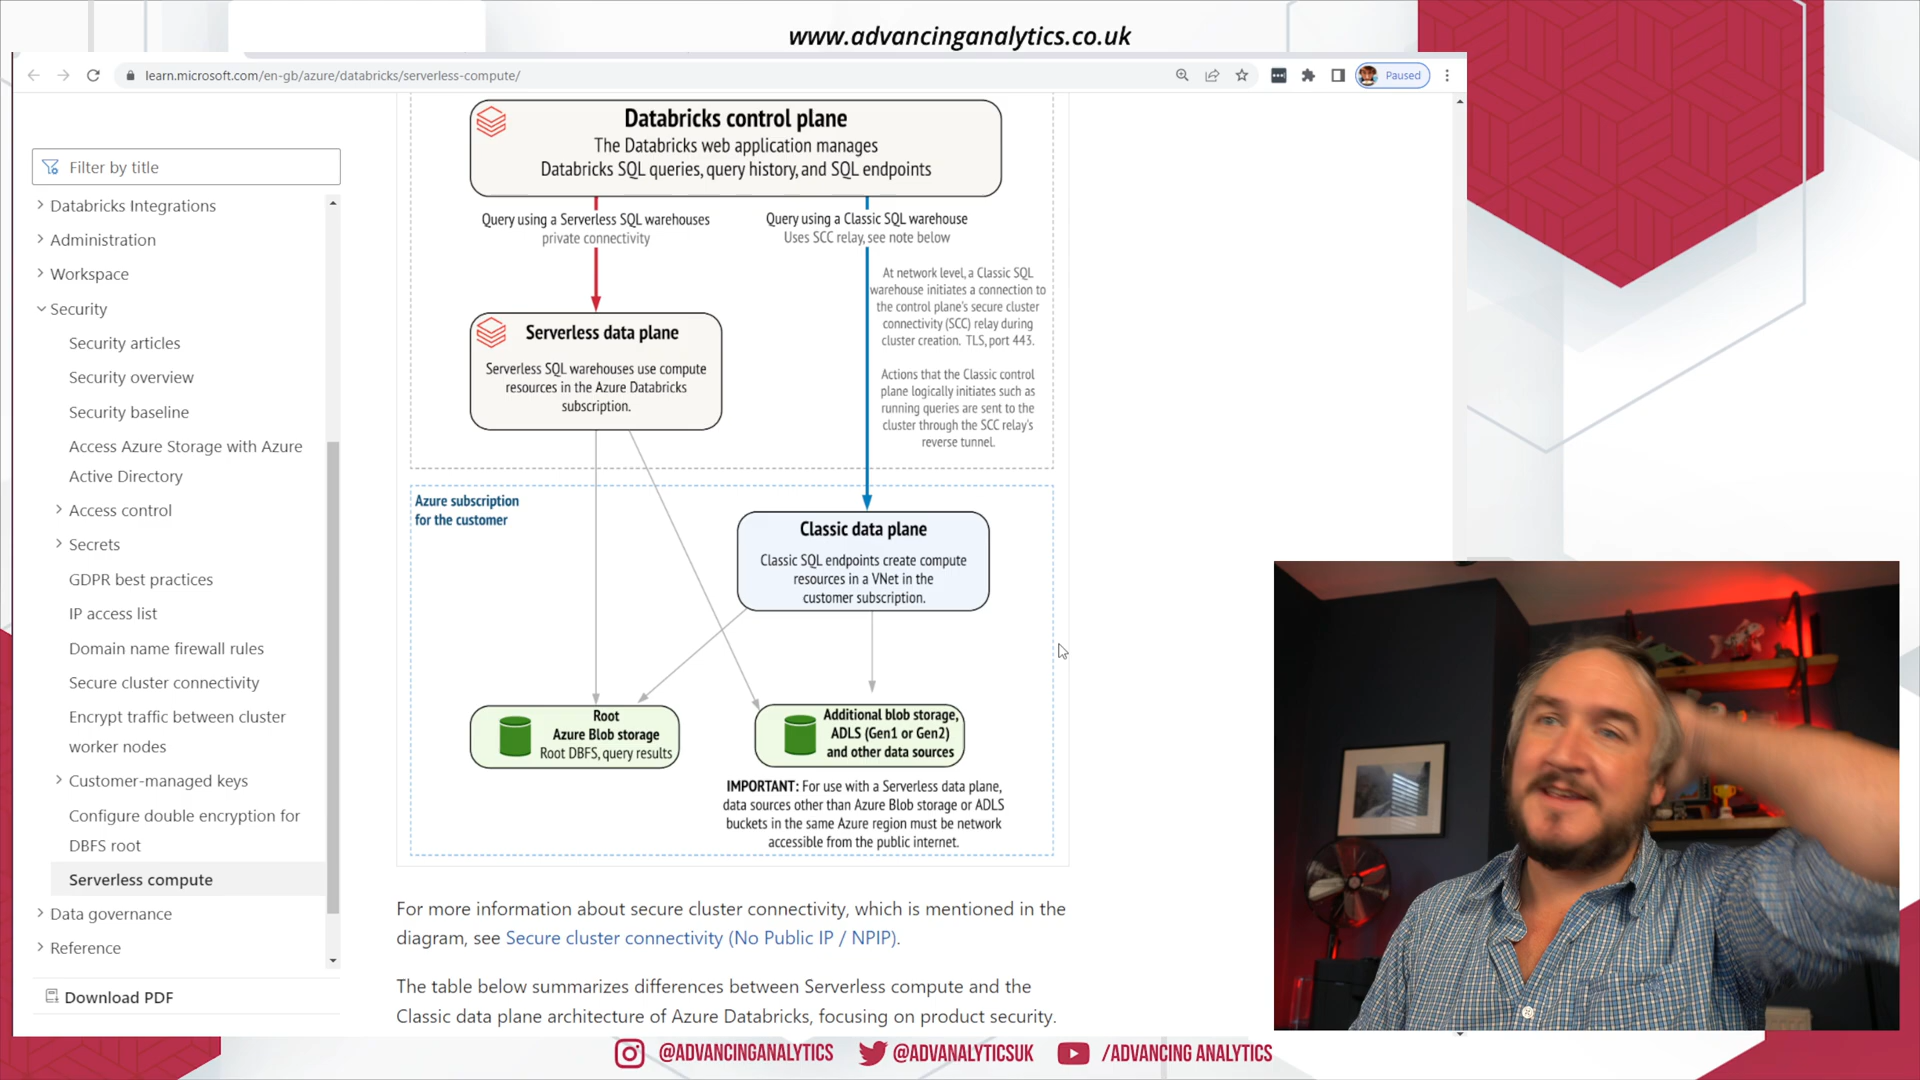 www.advancinganalytics.co.uk
learn.microsoft.com/en-gb/azure/databricks/serverless-compute/
Paused
Filter by title
Databricks Integrations
Administration
Workspace
Security
Security articles
Security overview
Security baseline
Access Azure Storage with Azure
Active Directory
Access control
Secrets
GDPR best practices
IP access list
Domain name firewall rules
Secure cluster connectivity
Encrypt traffic between cluster
worker nodes
Customer-managed keys
Configure double encryption for
DBFS root
Serverless compute
Data governance
Reference
Download PDF
Databricks control plane
The Databricks web application manages
Databricks SQL queries, query history, and SQL endpoints
Query using a Serverless SQL warehouses
private connectivity
Query using a Classic SQL warehouse
Uses SCC relay, see note below
At network level, a Classic SQL
warehouse initiates a connection to
the control plane's secure cluster
connectivity (SCC) relay during
cluster creation. TLS, port 443.
Actions that the Classic control
plane logically initiates such as
running queries are sent to the
cluster through the SCC relay's
reverse tunnel.
Serverless data plane
Serverless SQL warehouses use compute
resources in the Azure Databricks
subscription.
Azure subscription
for the customer
Classic data plane
Classic SQL endpoints create compute
resources in a VNet in the
customer subscription.
Root
Azure Blob storage
Root DBFS, query results
Additional blob storage,
ADLS (Gen1 or Gen2)
and other data sources
IMPORTANT: For use with a Serverless data plane,
data sources other than Azure Blob storage or ADLS
buckets in the same Azure region must be network
accessible from the public internet.
For more information about secure cluster connectivity, which is mentioned in the
diagram, see Secure cluster connectivity (No Public IP / NPIP).
The table below summarizes differences between Serverless compute and the
Classic data plane architecture of Azure Databricks, focusing on product security.
@ADVANCINGANALYTICS
@ADVANALYTICSUK
/ADVANCING ANALYTICS